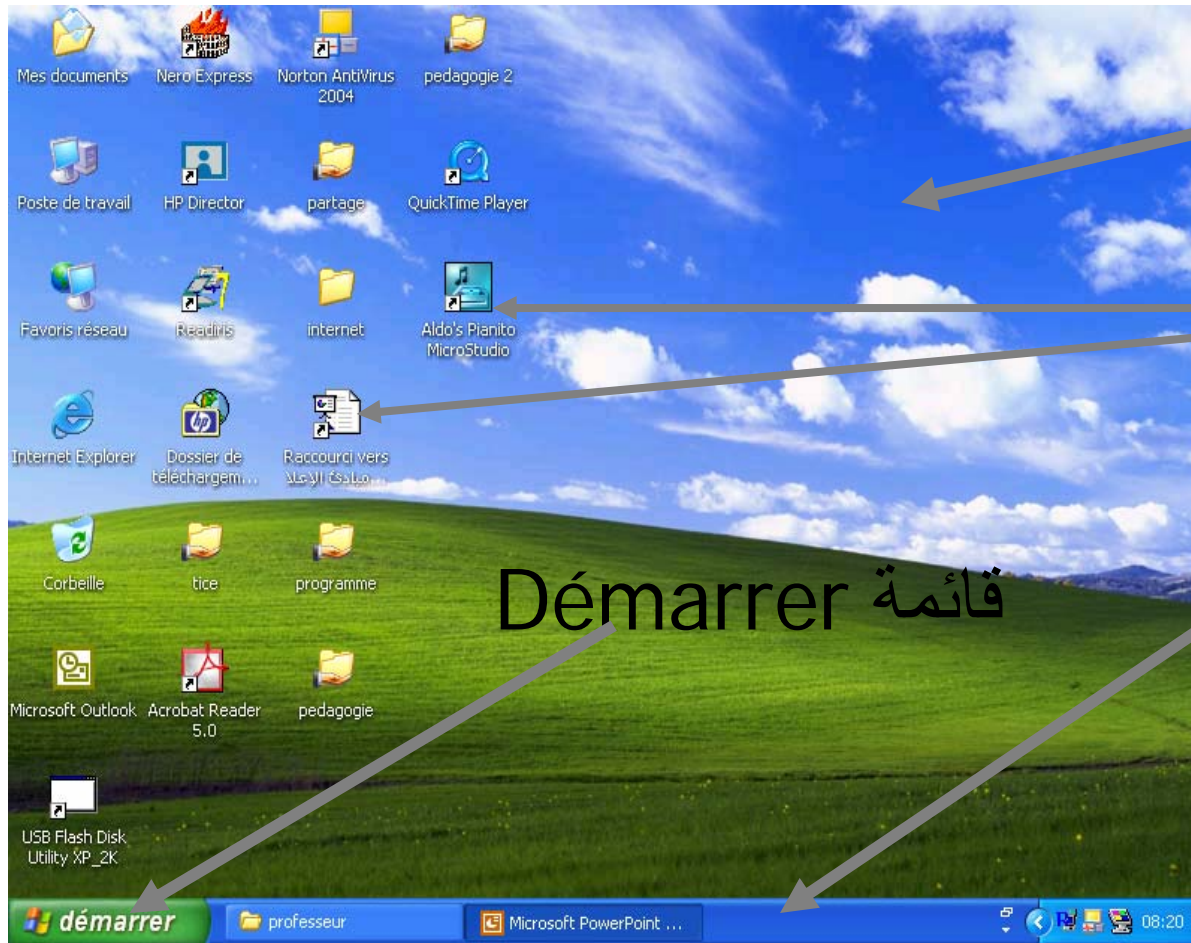 Mes documents
Nero Express
Norton AntiVirus
2004
pedagogie 2
Poste de travail
HP Director
partage
QuickTime Player
Favoris réseau
Readiris
internet
Aldo's Pianito
MicroStudio
Internet Explorer
Dossier de
téléchargem...
Raccourci vers
مبادئ الإعلا...
Corbeille
tice
programme
قائمة Démarrer
Microsoft Outlook
Acrobat Reader
5.0
pedagogie
USB Flash Disk
Utility XP_2K
démarrer
professeur
Microsoft PowerPoint ...
08:20